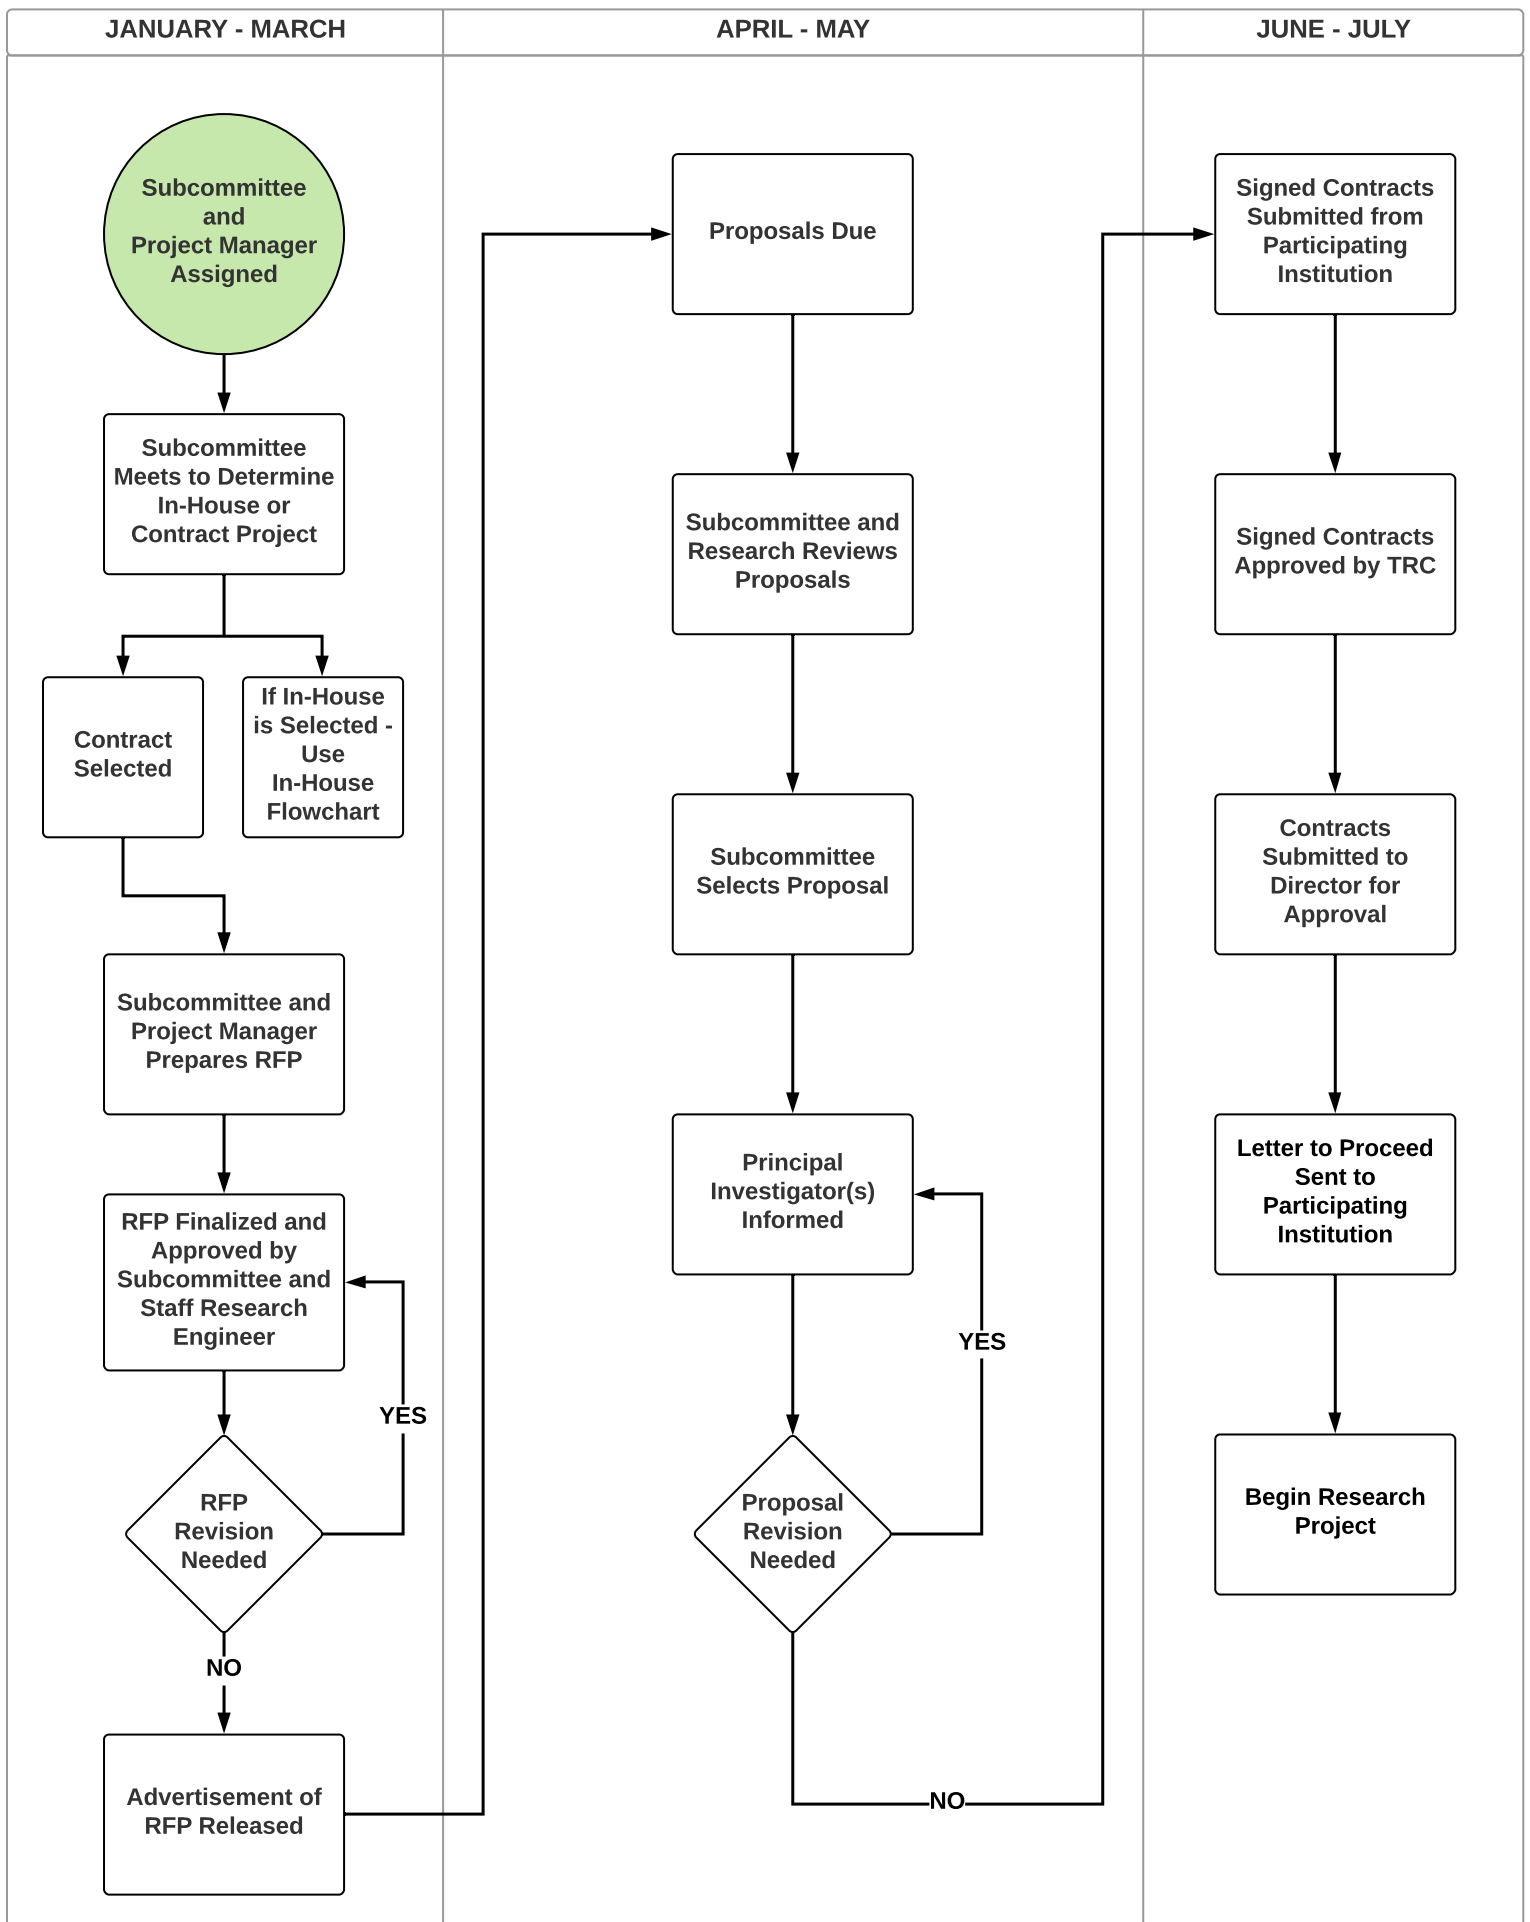 JANUARY - MARCH
Subcommittee
and
Project Manager
Assigned
Subcommittee
Meets to Determine
In-House or
Contract Project
Contract
Selected
If In-House
is Selected -
Use
In-House
Flowchart
Subcommittee and
Project Manager
Prepares RFP
RFP Finalized and
Approved by
Subcommittee and
Staff Research
Engineer
YES
RFP
Revision
Needed
NO
Advertisement of
RFP Released
APRIL - MAY
Proposals Due
Subcommittee and
Research Reviews
Proposals
Subcommittee
Selects Proposal
Principal
Investigator(s)
Informed
YES
Proposal
Revision
Needed
NO
JUNE - JULY
Signed Contracts
Submitted from
Participating
Institution
Signed Contracts
Approved by TRC
Contracts
Submitted to
Director for
Approval
Letter to Proceed
Sent to
Participating
Institution
Begin Research
Project